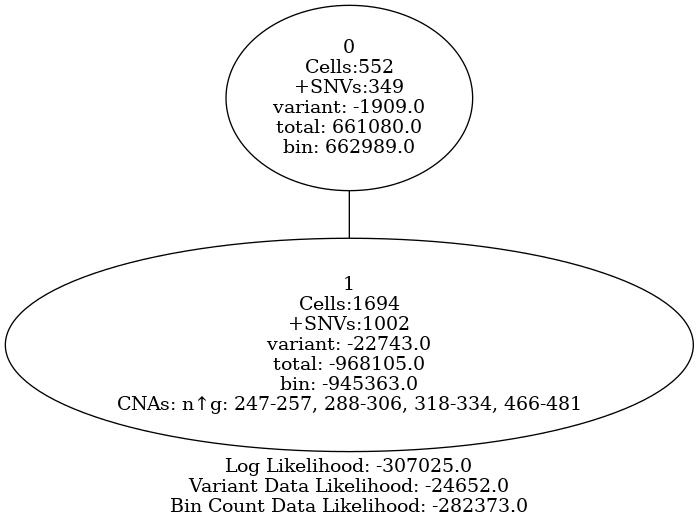 0
Cells:552
+SNVs:349
variant: -1909.0
total: 661080.0
bin: 662989.0
1
Cells:1694
+SNVs:1002
variant: -22743.0
total: -968105.0
bin: -945363.0
CNAs: n↑g: 247-257, 288-306, 318-334, 466-481
Log Likelihood: -307025.0
Variant Data Likelihood: -24652.0
Bin Count Data Likelihood: -282373.0